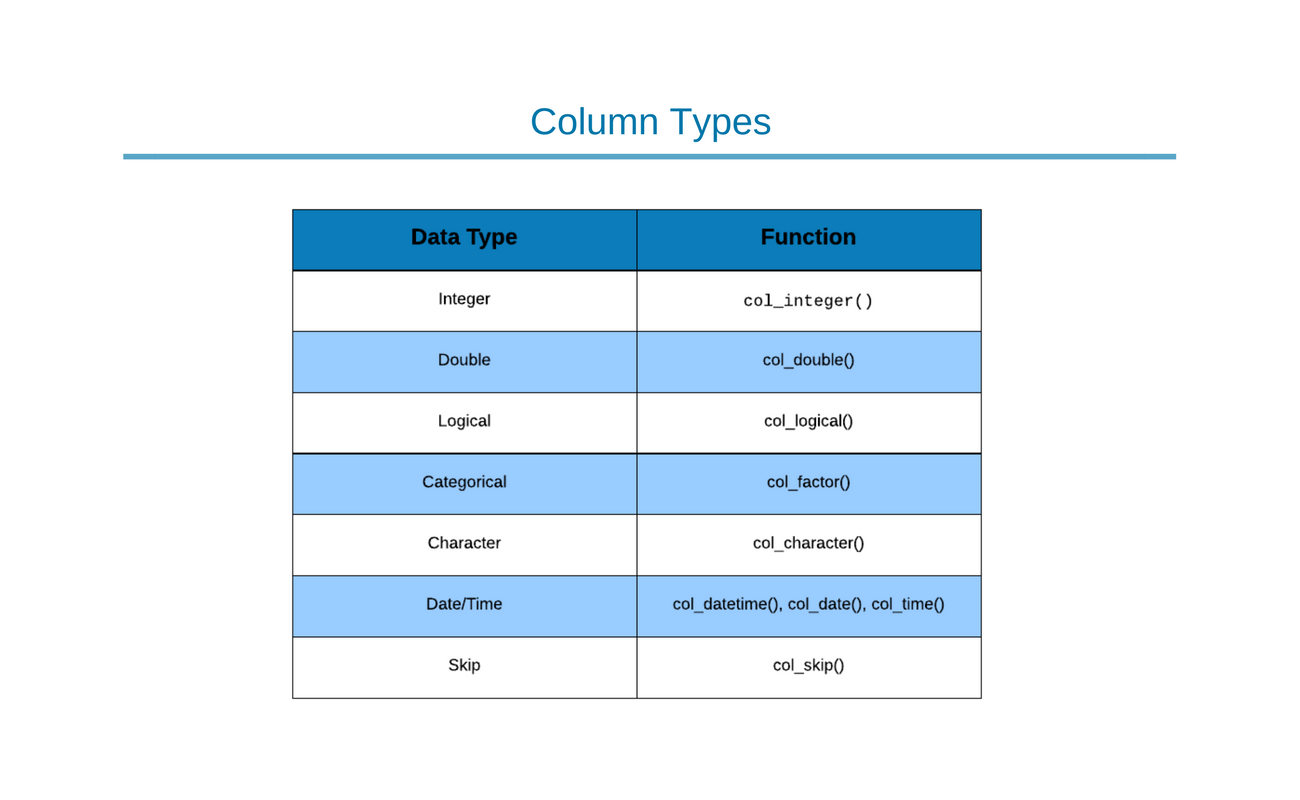 Column Types
Data Type Function
Integer col_integer()
Double col_double()
Logical col_logical()
Categorical col_factor()
Character col_character()
Date/Time col_datetime(), col_date(), col_time()
Skip col_skip()